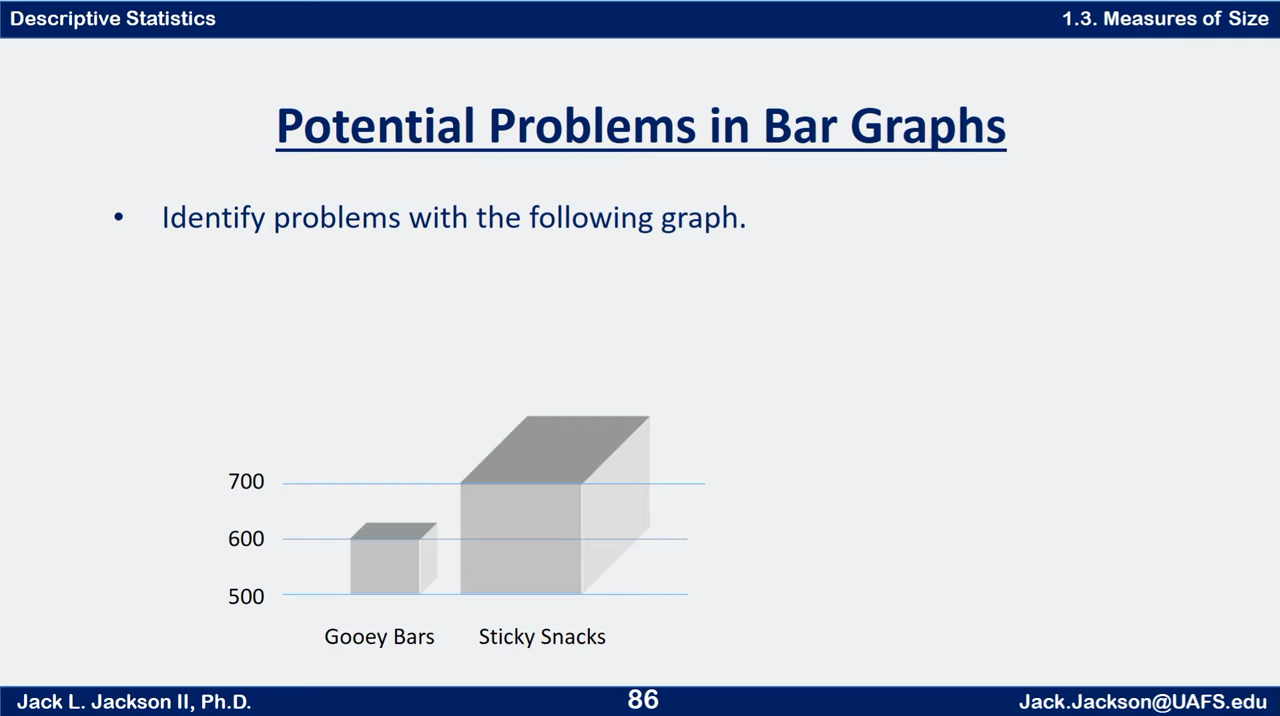 Descriptive Statistics
1.3. Measures of Size
Potential Problems in Bar Graphs
• Identify problems with the following graph.
700
600
500
Gooey Bars
Sticky Snacks
Jack L. Jackson II, Ph.D.
86
Jack.Jackson@UAFS.edu